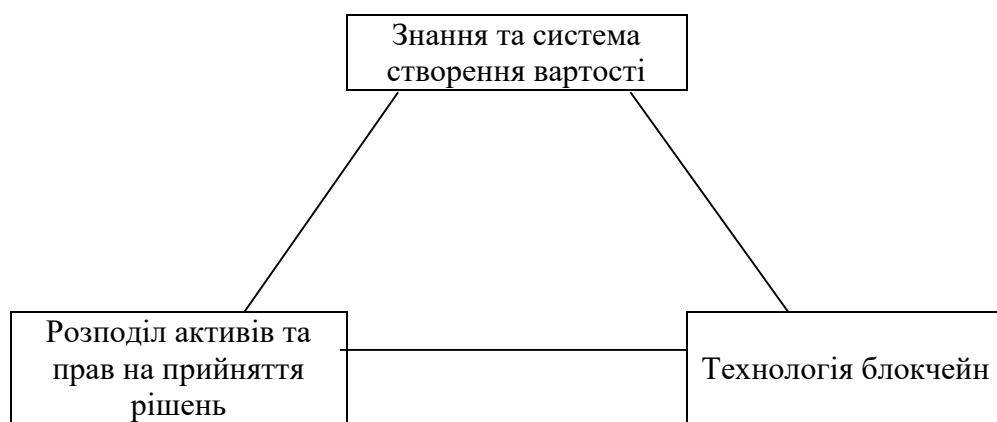 Знання та система
створення вартості
Розподіл активів та
прав на прийняття
рішень
Технологія блокчейн